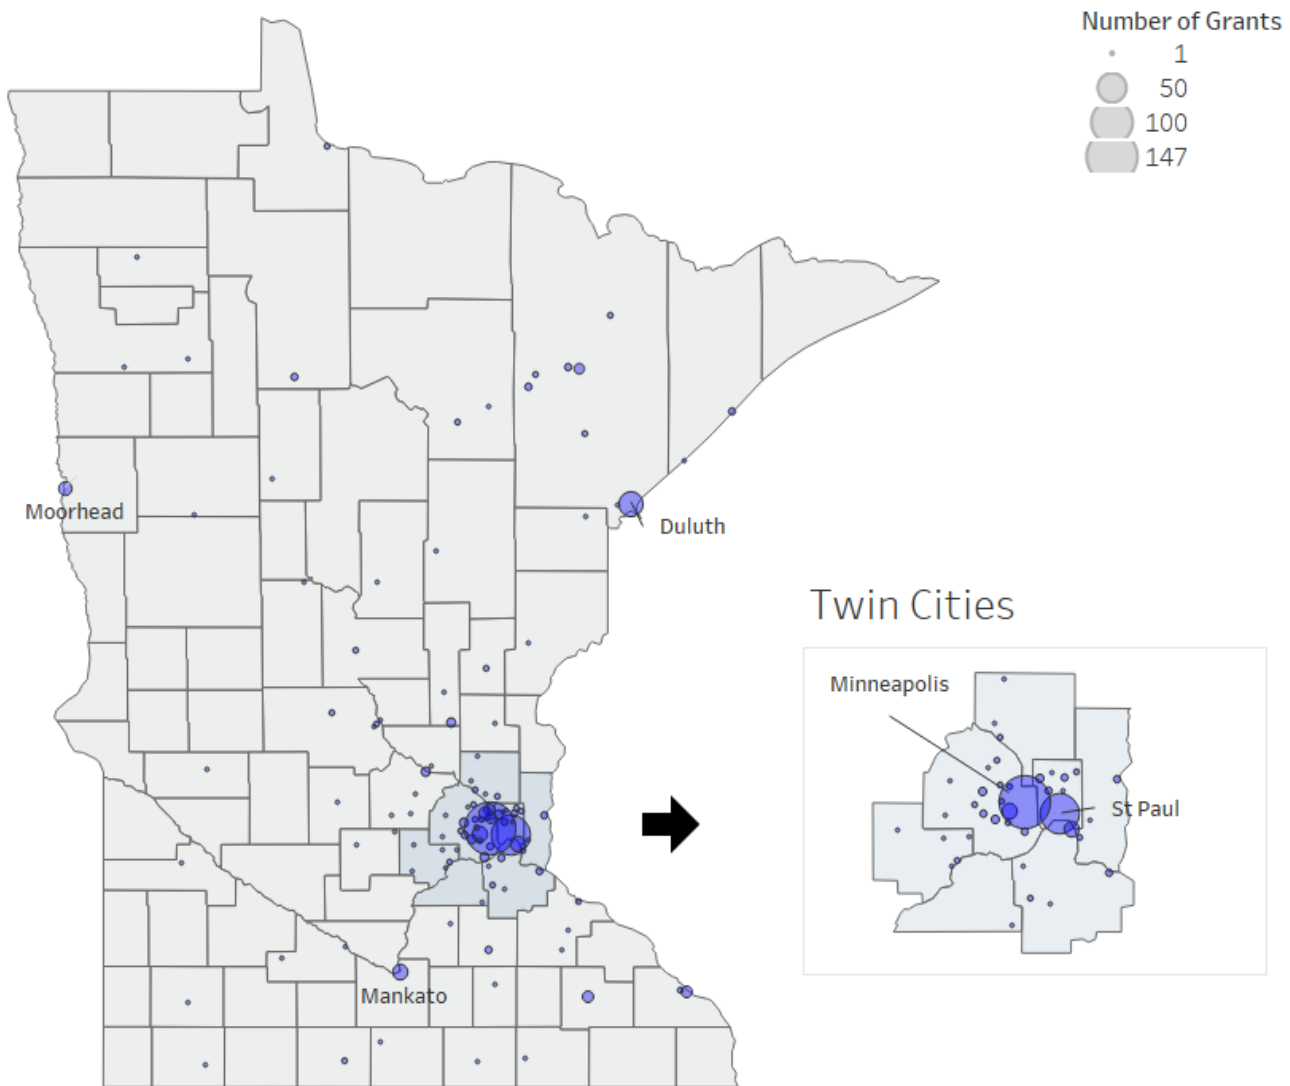 Number of Grants
1
50
100
147
Moorhead
Duluth
Twin Cities
Minneapolis
St Paul
Mankato